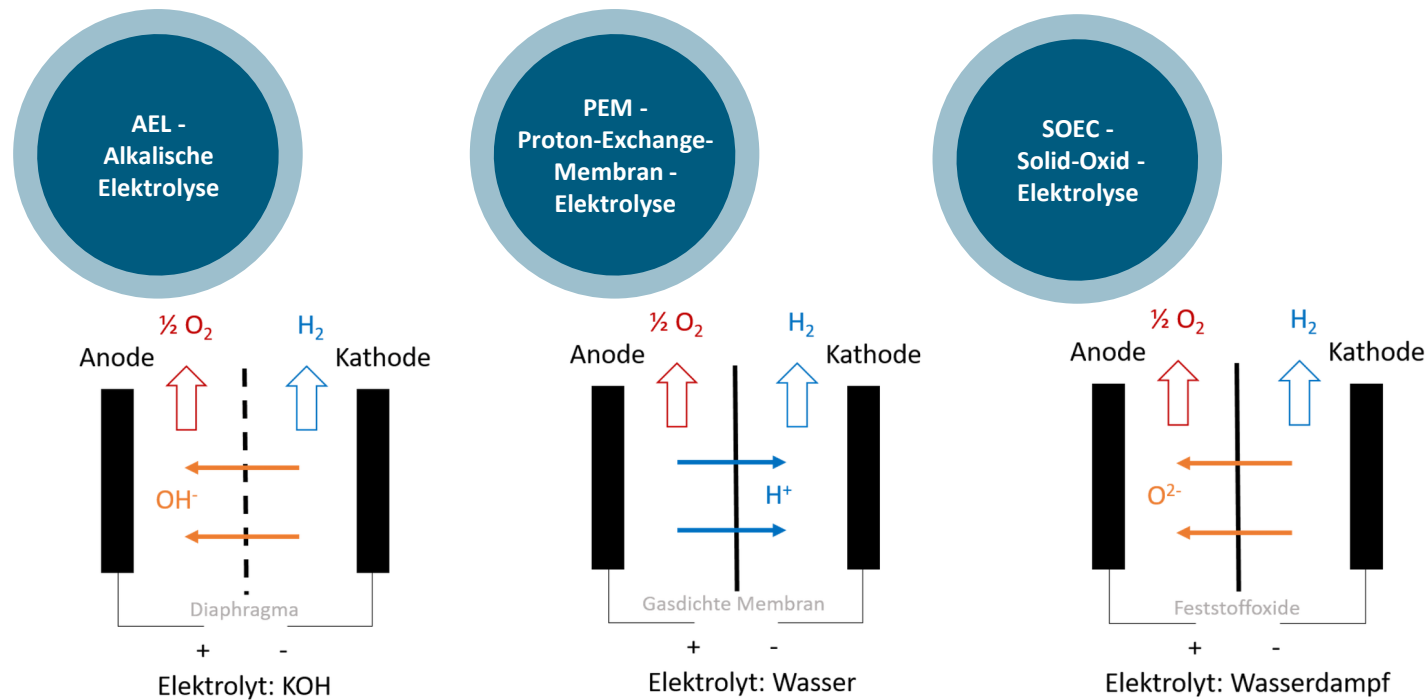 AEL -
Alkalische
Elektrolyse
PEM -
Proton-Exchange-
Membran -
Elektrolyse
SOEC -
Solid-Oxid -
Elektrolyse
½ O₂
H₂
Anode
Kathode
OH⁻
Diaphragma
+ -
Elektrolyt: KOH
½ O₂
H₂
Anode
Kathode
H⁺
Gasdichte Membran
+ -
Elektrolyt: Wasser
½ O₂
H₂
Anode
Kathode
O²⁻
Feststoffoxide
+ -
Elektrolyt: Wasserdampf